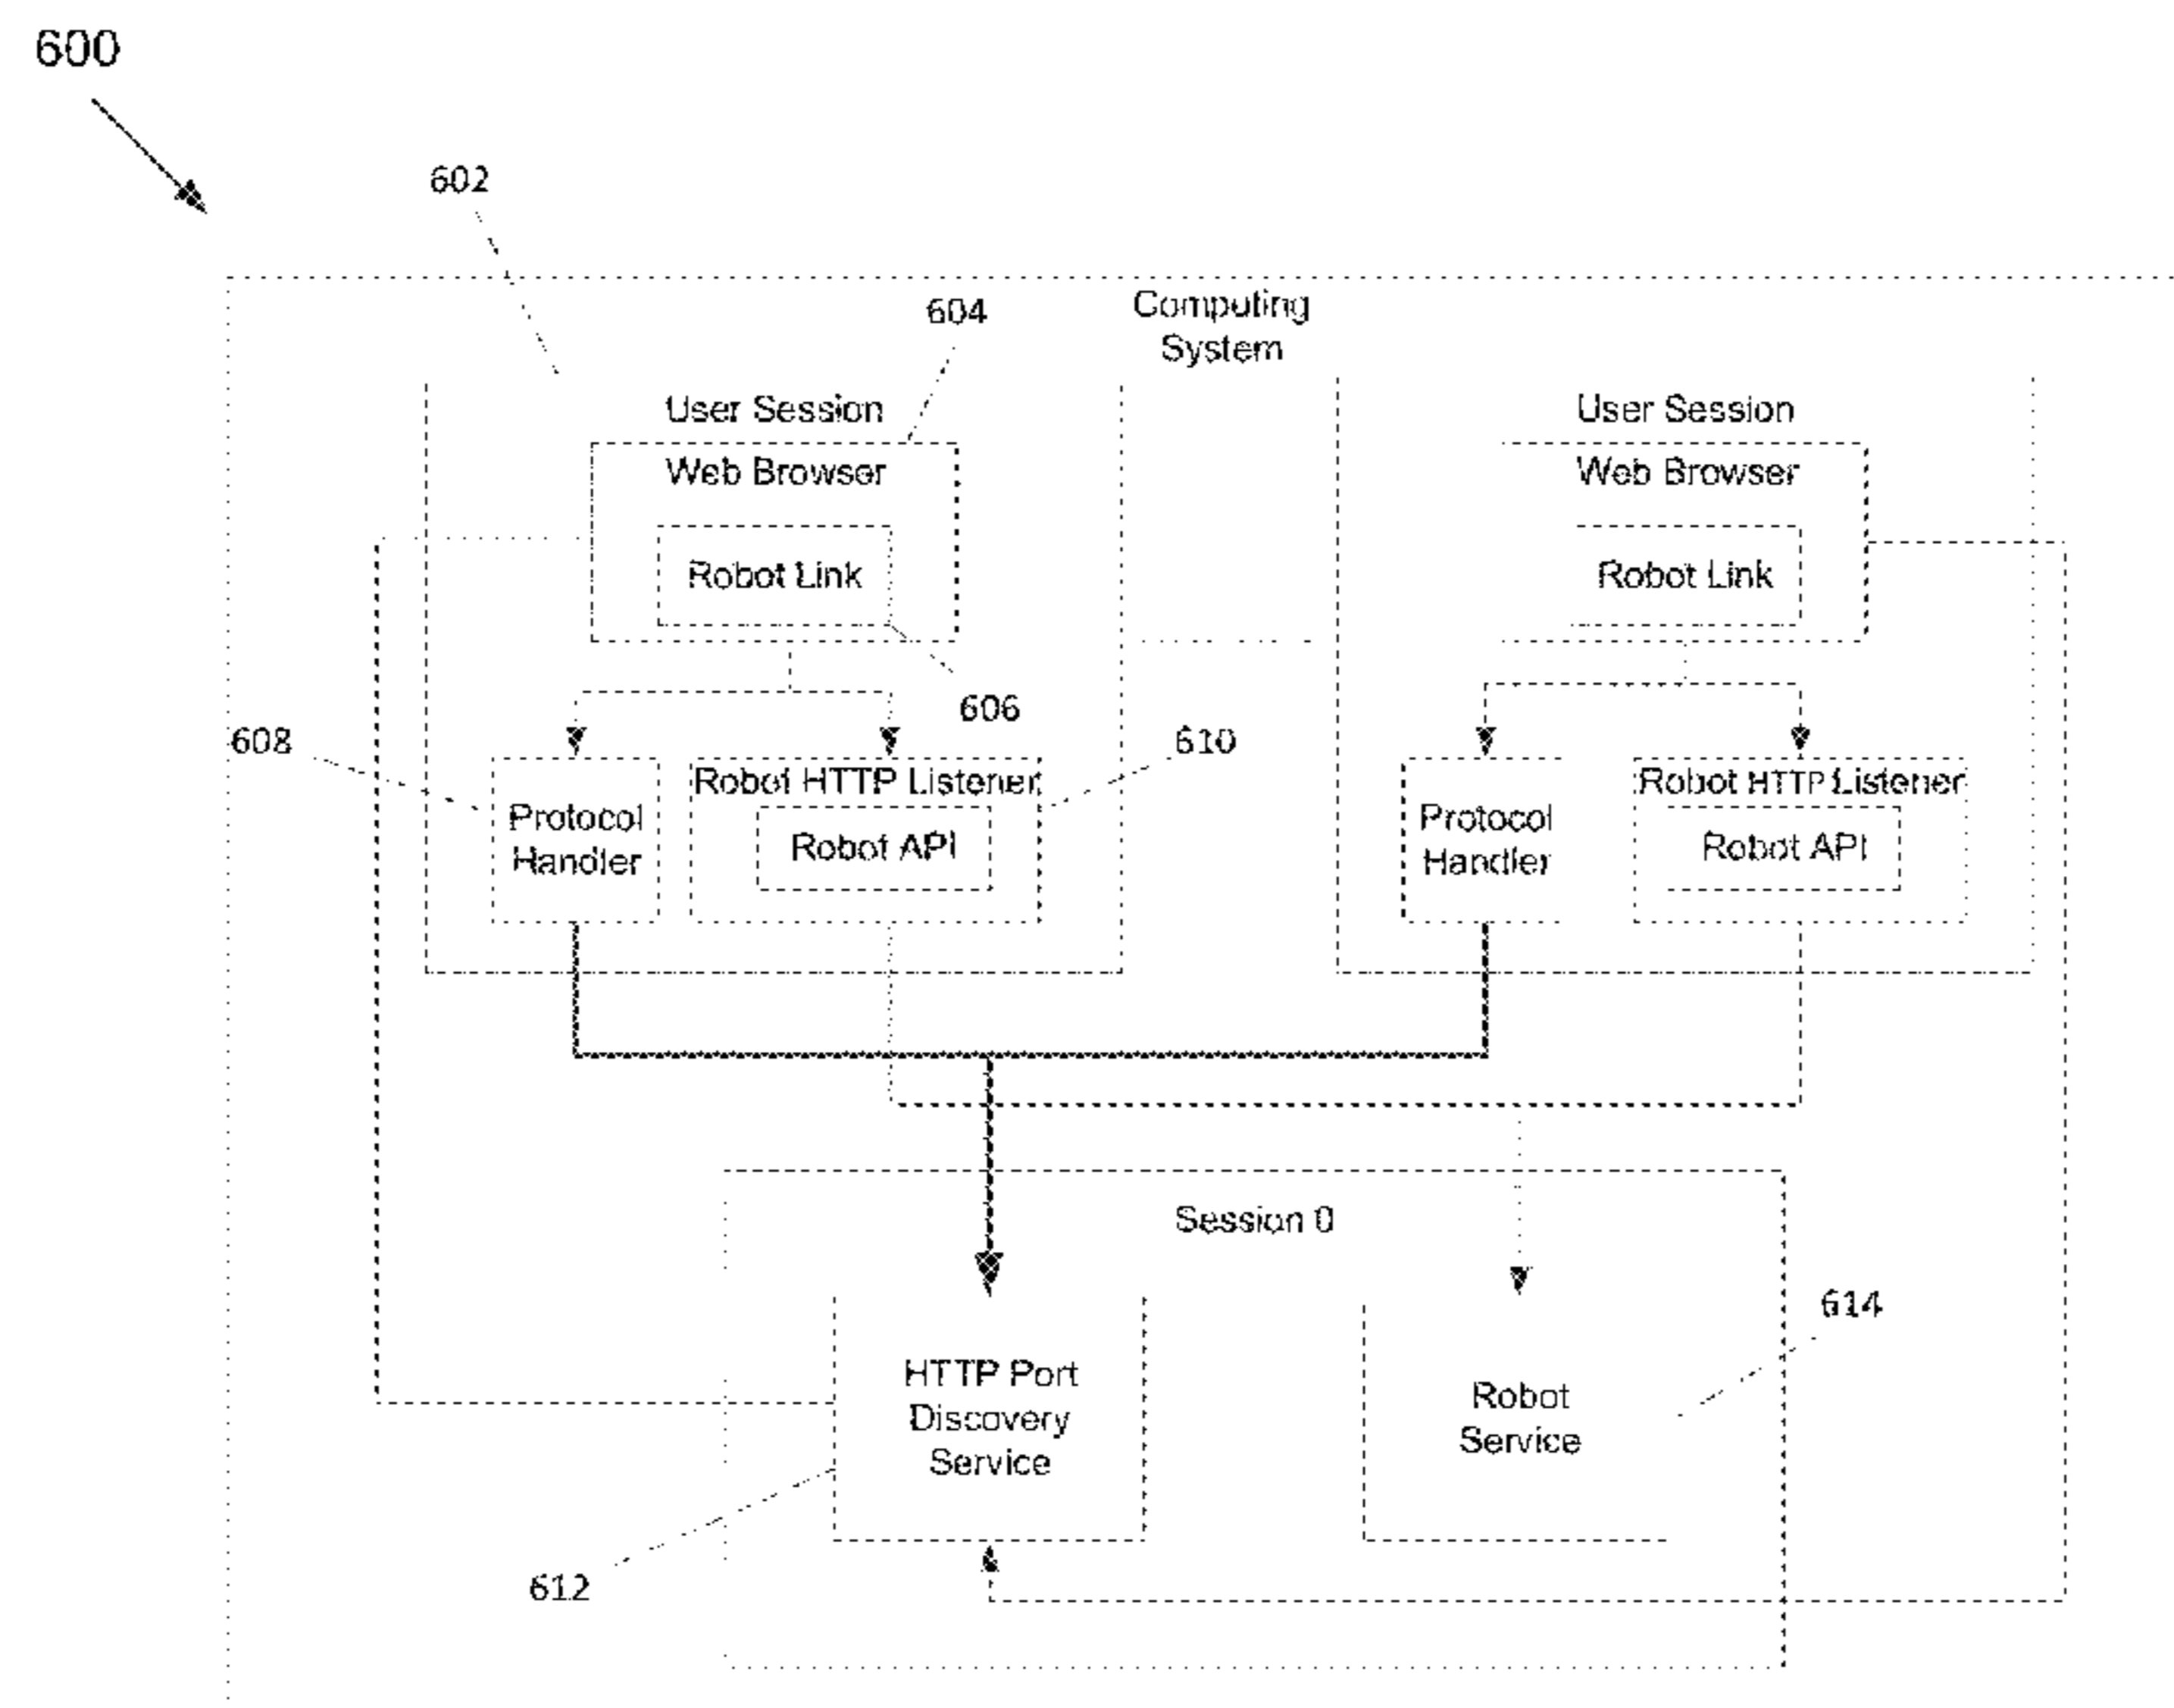 600
602
604
Computing
System
User Session
User Session
Web Browser
Web Browser
Robot Link
Robot Link
606
608
610
Protocol
Handler
Robot HTTP Listener
Robot API
Protocol
Handler
Robot HTTP Listener
Robot API
Session 0
HTTP Port
Discovery
Service
Robot
Service
614
612